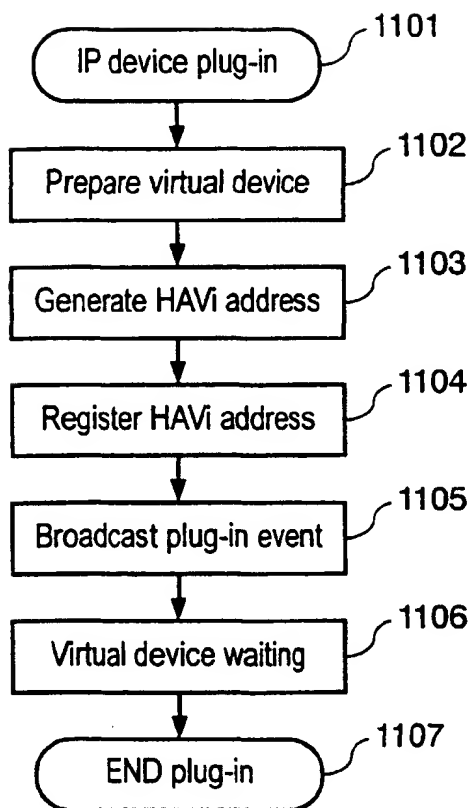 1101
IP device plug-in
1102
Prepare virtual device
1103
Generate HAVi address
1104
Register HAVi address
1105
Broadcast plug-in event
1106
Virtual device waiting
1107
END plug-in